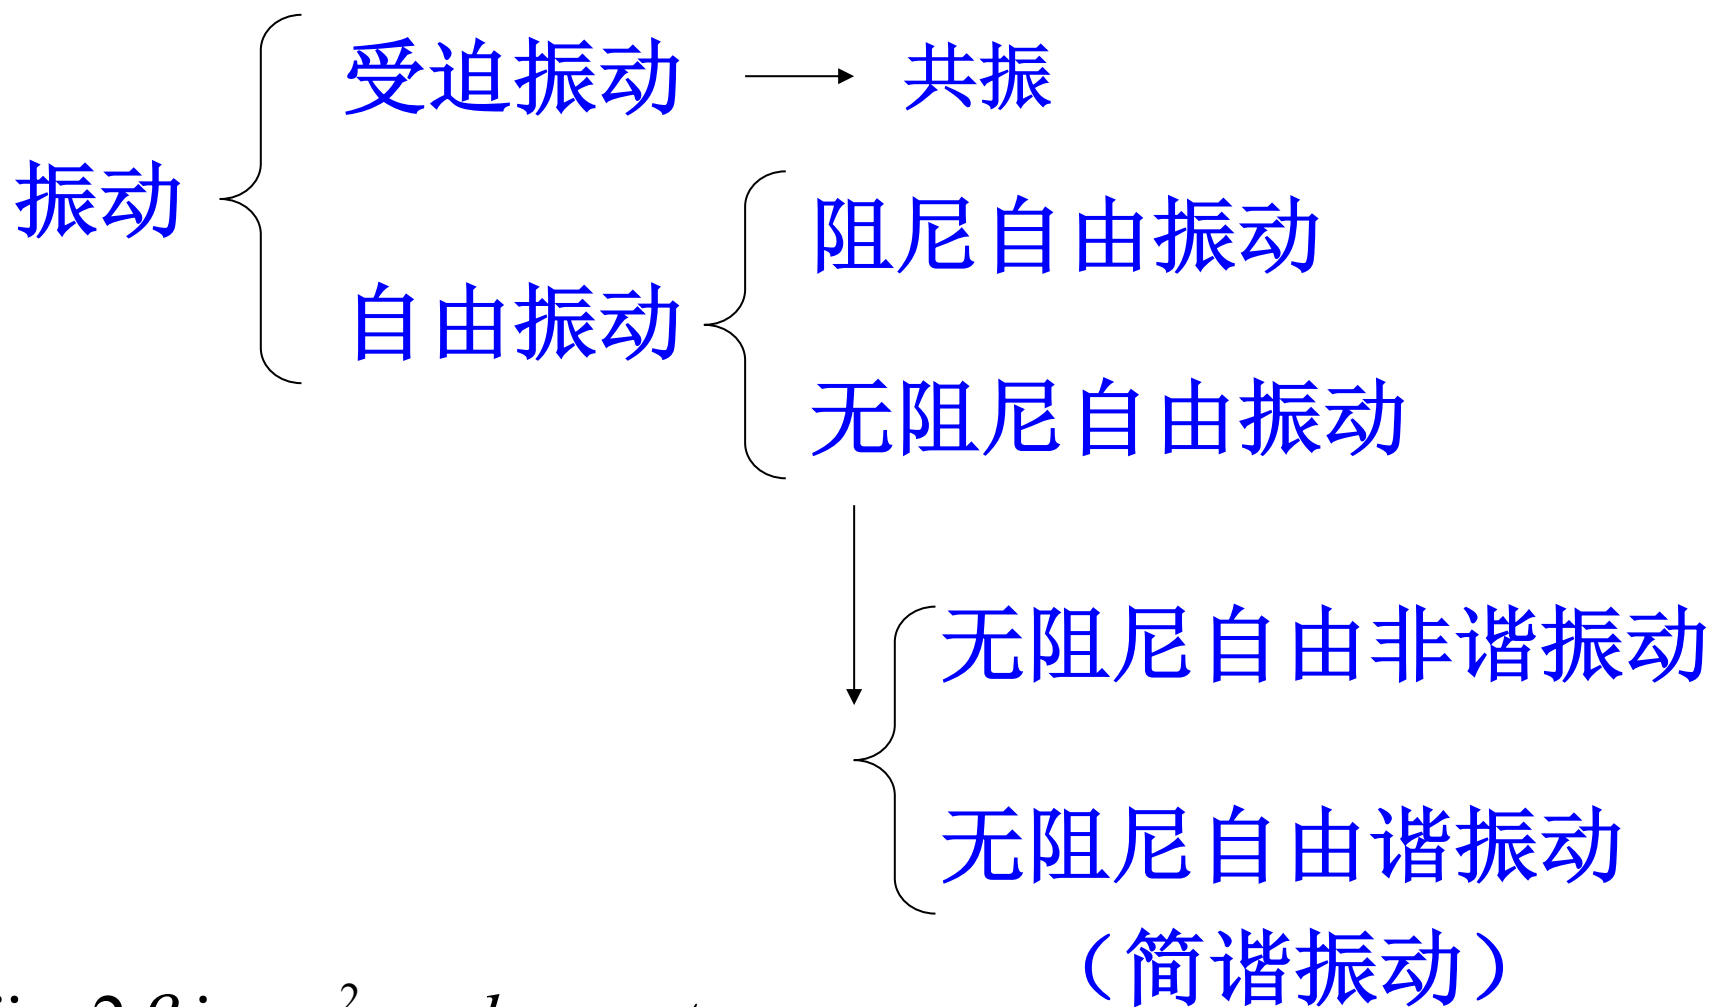 受迫振动 → 共振
振动
阻尼自由振动
自由振动
无阻尼自由振动
无阻尼自由非谐振动
无阻尼自由谐振动
（简谐振动）